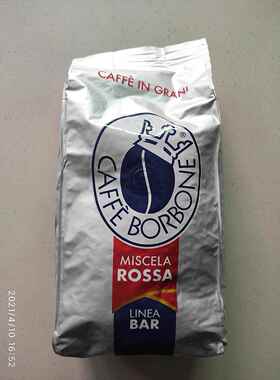 CAFFÈ IN GRANI
CAFFÈ BORBONE
MISCELA
ROSSA
LINEA
BAR
2021/4/10 16:52